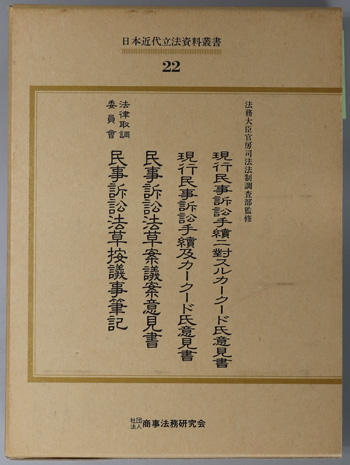 日本近代立法資料叢書
22
法務大臣官房司法法制調査部監修
現行民事訴訟手續ニ對スルカークード氏意見書
現行民事訴訟手續及カークード氏意見書
民事訴訟法草案議案意見書
法律取調
委員會
民事訴訟法草按議事筆記
社団
法人
商事法務研究会